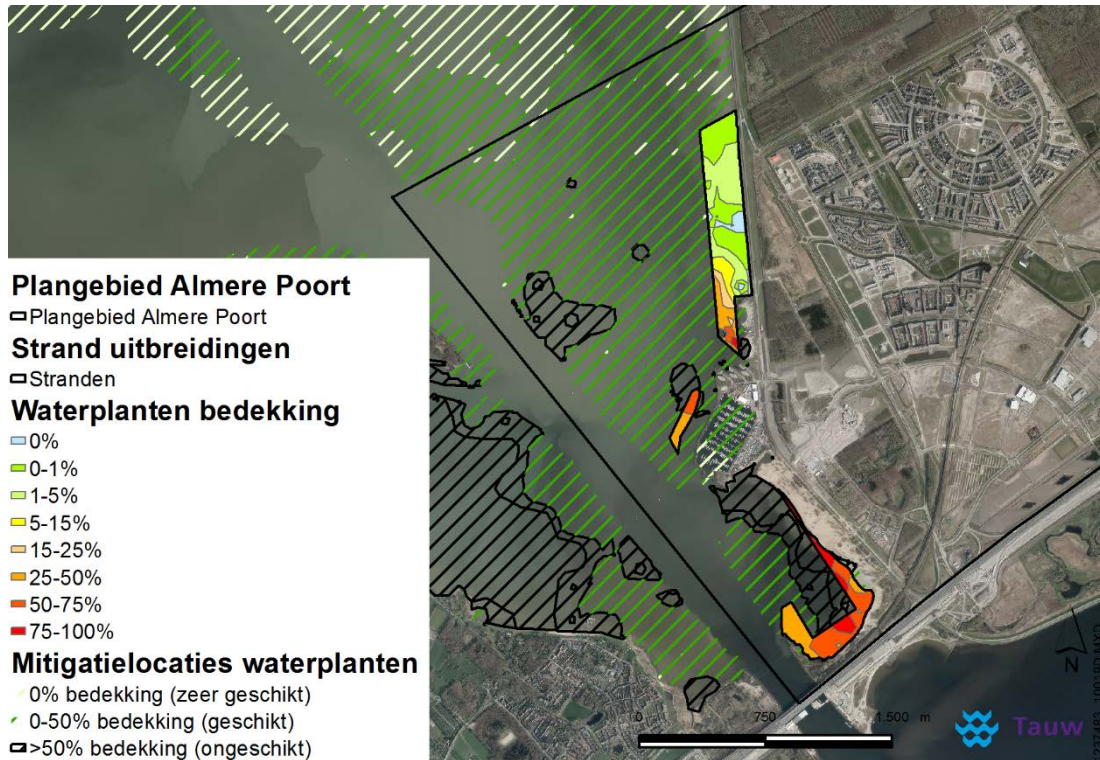 Plangebied Almere Poort
Plangebied Almere Poort
Strand uitbreidingen
Stranden
Waterplanten bedekking
0%
0-1%
1-5%
5-15%
15-25%
25-50%
50-75%
75-100%
Mitigatielocaties waterplanten
0% bedekking (zeer geschikt)
0-50% bedekking (geschikt)
>50% bedekking (ongeschikt)
0 750 1.500 m
N
Tauw